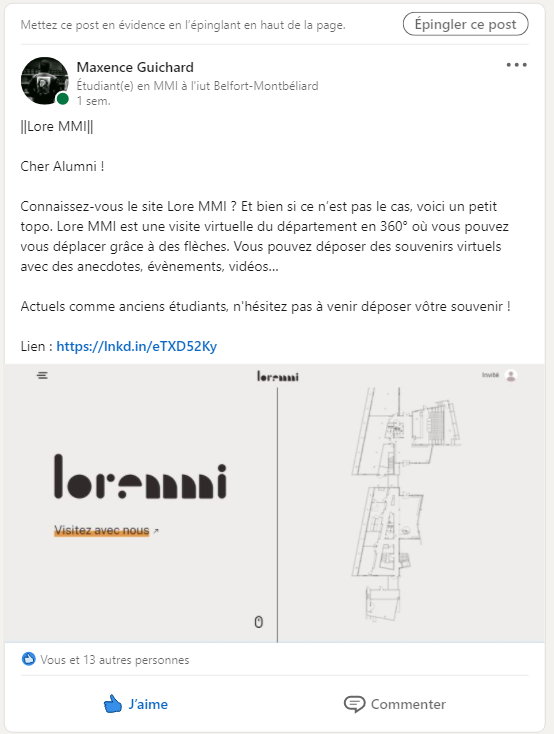 Mettez ce post en évidence en l'épinglant en haut de la page.
Épingler ce post
Maxence Guichard
Étudiant(e) en MMI à l'iut Belfort-Montbéliard
1 sem.
||Lore MMI||
Cher Alumni !
Connaissez-vous le site Lore MMI ? Et bien si ce n'est pas le cas, voici un petit
topo. Lore MMI est une visite virtuelle du département en 360° où vous pouvez
vous déplacer grâce à des flèches. Vous pouvez déposer des souvenirs virtuels
avec des anecdotes, évènements, vidéos...
Actuels comme anciens étudiants, n'hésitez pas à venir déposer vôtre souvenir !
Lien : https://lnkd.in/eTXD52Ky
loremmi
Invité
loremmi
Visitez avec nous ↗
Vous et 13 autres personnes
J'aime
Commenter